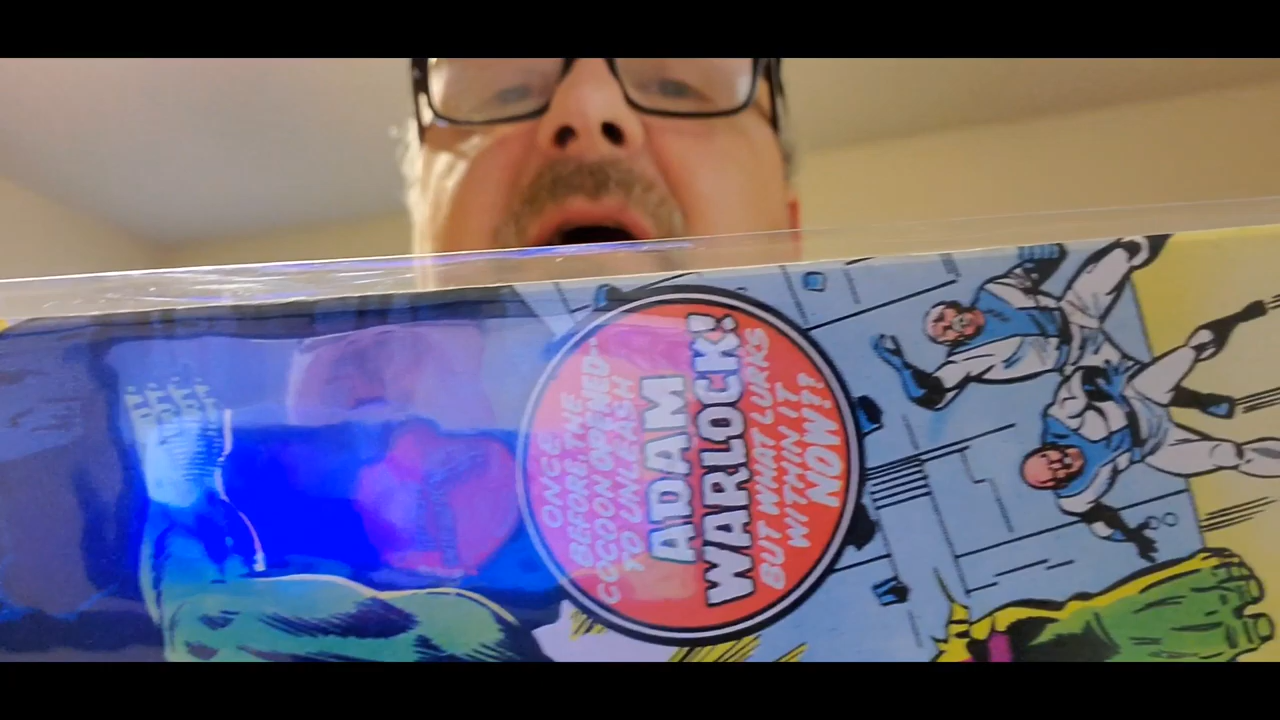 ONCE
BEFORE, THE
COCOON OPENED-
TO UNLEASH
ADAM
WARLOCK!
BUT WHAT LURKS
WITHIN IT
NOW??